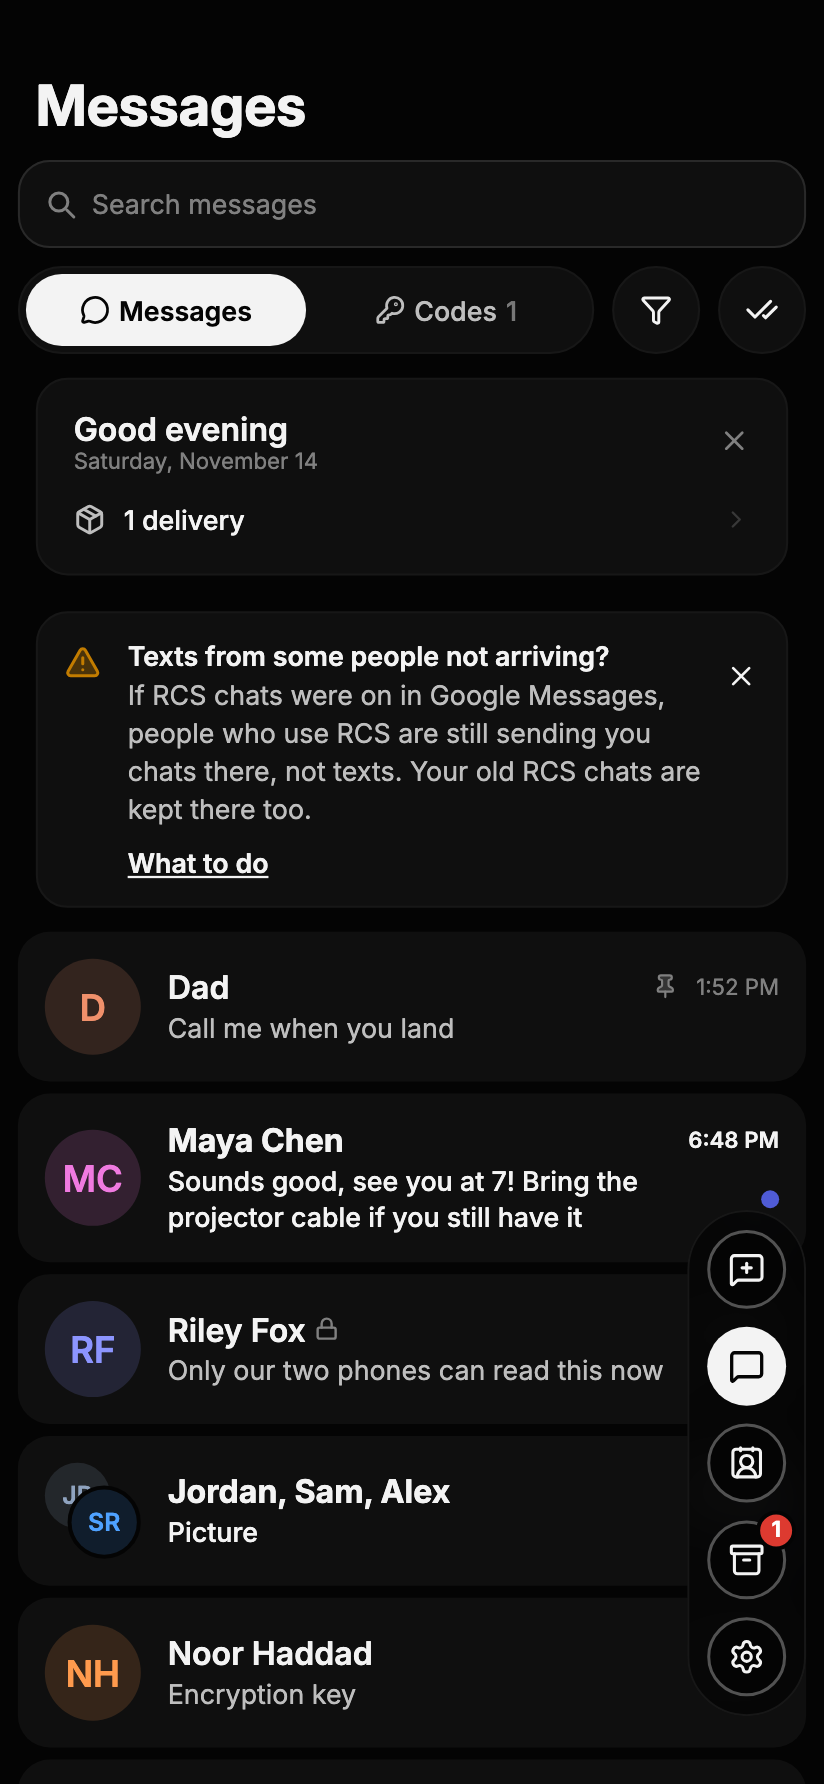 Messages
Search messages
Messages
Codes 1
Good evening
Saturday, November 14
1 delivery
Texts from some people not arriving?
If RCS chats were on in Google Messages,
people who use RCS are still sending you
chats there, not texts. Your old RCS chats are
kept there too.
What to do
D
Dad
1:52 PM
Call me when you land
MC
Maya Chen
6:48 PM
Sounds good, see you at 7! Bring the
projector cable if you still have it
RF
Riley Fox
Only our two phones can read this now
SR
Jordan, Sam, Alex
Picture
1
NH
Noor Haddad
Encryption key